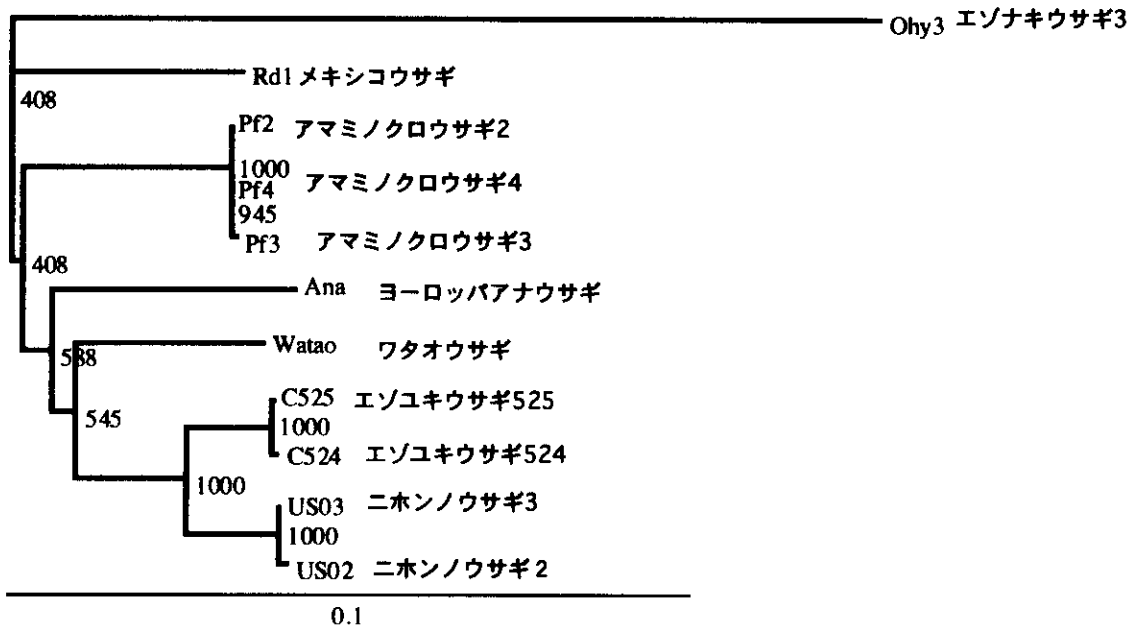 Ohy3 エゾナキウサギ3
Rd1 メキシコウサギ
408
Pf2 アマミノクロウサギ2
1000
Pf4 アマミノクロウサギ4
945
Pf3 アマミノクロウサギ3
408
Ana ヨーロッパアナウサギ
Watao ワタオウサギ
588
C525 エゾユキウサギ525
545
1000
C524 エゾユキウサギ524
1000
US03 ニホンノウサギ3
1000
US02 ニホンノウサギ2
0.1